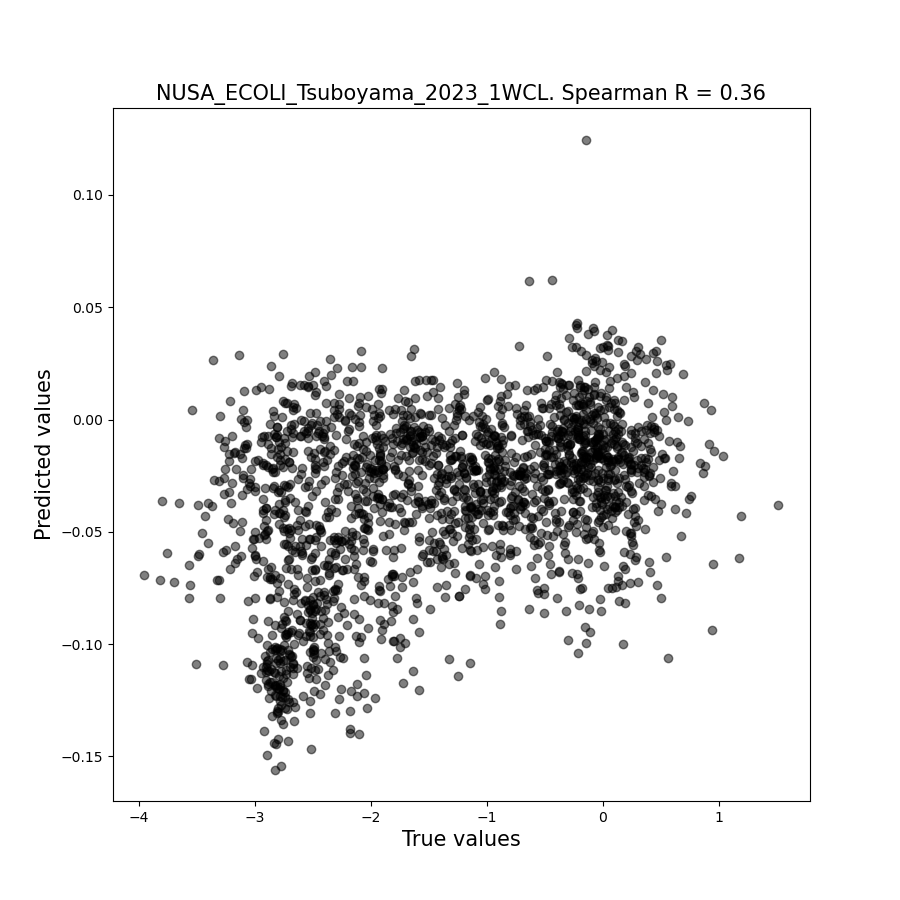 NUSA_ECOLI_Tsuboyama_2023_1WCL. Spearman R = 0.36
0.10
0.05
0.00
−0.05
−0.10
−0.15
Predicted values
−4 −3 −2 −1 0 1
True values